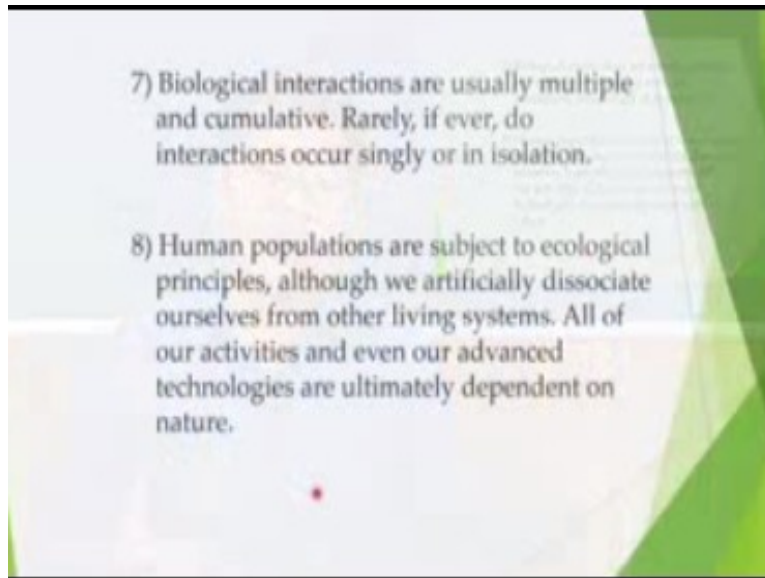 7) Biological interactions are usually multiple
and cumulative. Rarely, if ever, do
interactions occur singly or in isolation.
8) Human populations are subject to ecological
principles, although we artificially dissociate
ourselves from other living systems. All of
our activities and even our advanced
technologies are ultimately dependent on
nature.